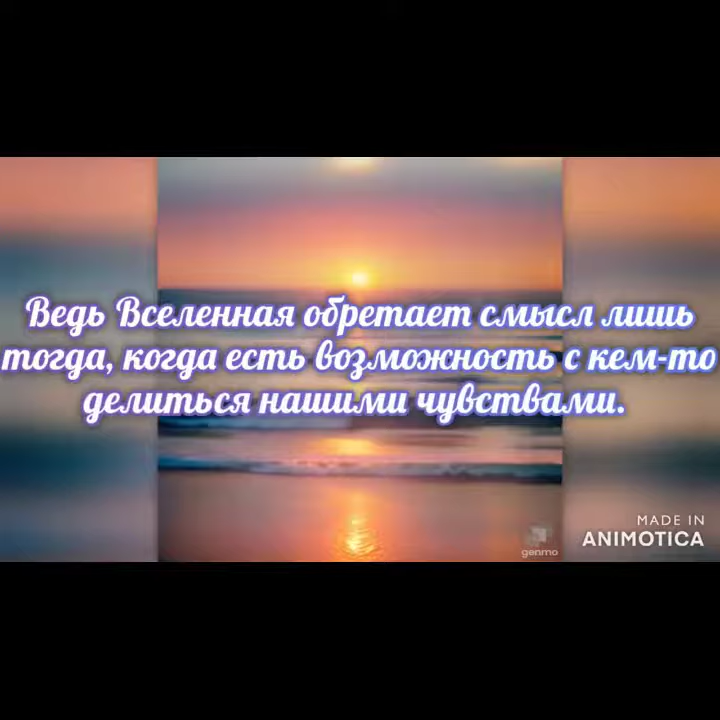 Ведь Вселенная обретает смысл лишь
тогда, когда есть возможность с кем-то
делиться нашими чувствами.
MADE IN
ANIMOTICA
genmo